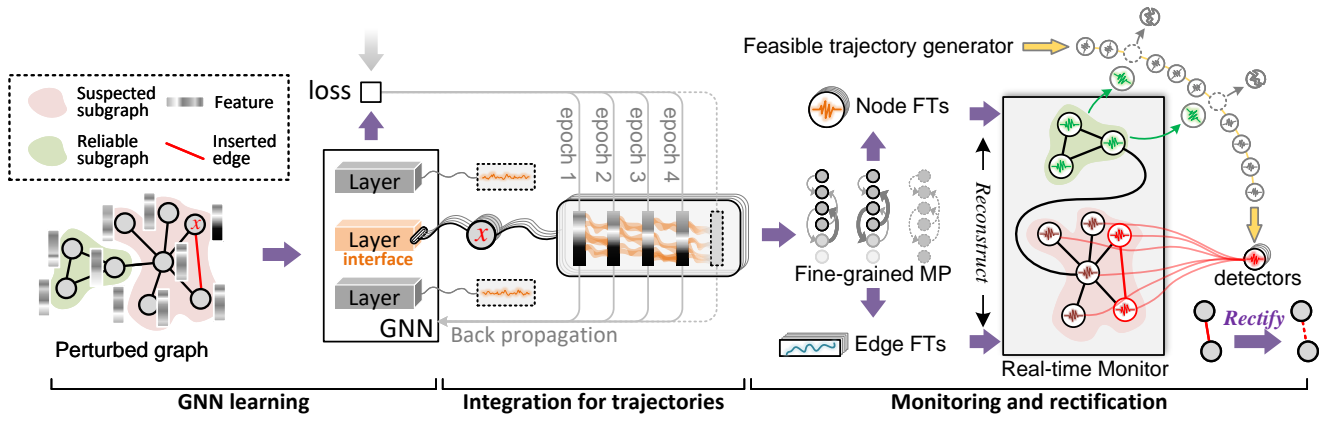 Suspected
subgraph
Feature
Reliable
subgraph
Inserted
edge
x
Perturbed graph
loss
Layer
Layer
interface
Layer
GNN
x
epoch 1
epoch 2
epoch 3
epoch 4
Back propagation
Feasible trajectory generator
Node FTs
Fine-grained MP
Edge FTs
Reconstruct
Real-time Monitor
detectors
Rectify
GNN learning
Integration for trajectories
Monitoring and rectification